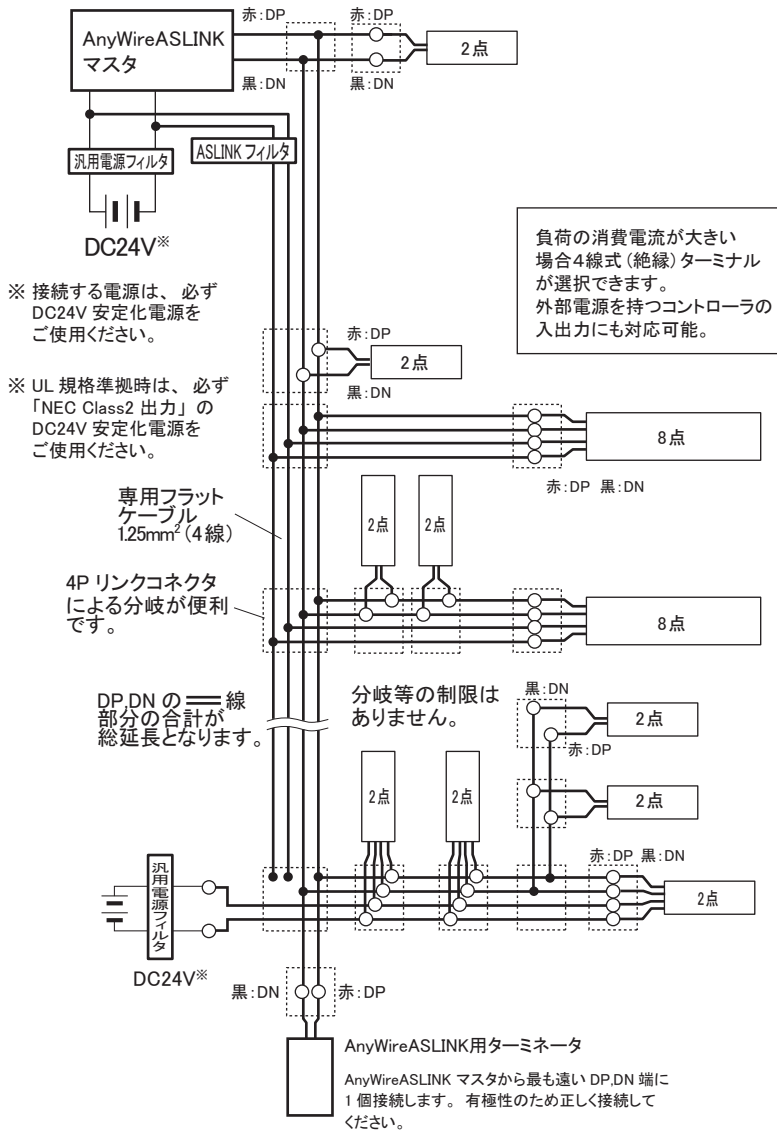 赤:DP
AnyWireASLINK
マスタ
2点
黒:DN
黒:DN
汎用電源フィルタ
ASLINK フィルタ
DC24V※
負荷の消費電流が大きい
場合4線式(絶縁)ターミナル
が選択できます。
外部電源を持つコントローラの
入出力にも対応可能。
※ 接続する電源は、必ず
DC24V 安定化電源を
ご使用ください。
赤:DP
2点
黒:DN
※ UL 規格準拠時は、必ず
「NEC Class2 出力」の
DC24V 安定化電源を
ご使用ください。
8点
赤:DP 黒:DN
専用フラット
ケーブル
1.25mm²(4線)
2点
2点
4P リンクコネクタ
による分岐が便利
です。
8点
DP,DN の 線
部分の合計が
総延長となります。
分岐等の制限は
ありません。
黒:DN
2点
赤:DP
2点
2点
2点
赤:DP 黒:DN
2点
汎用電源フィルタ
DC24V※
黒:DN
赤:DP
AnyWireASLINK用ターミネータ
AnyWireASLINK マスタから最も遠い DP,DN 端に
1 個接続します。有極性のため正しく接続して
ください。
赤:DP